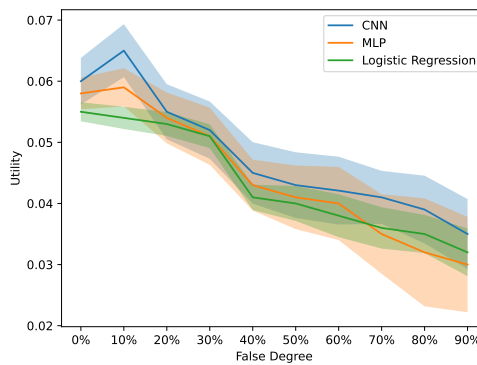 0.07
0.06
0.05
0.04
0.03
0.02
Utility
CNN
MLP
Logistic Regression
0% 10% 20% 30% 40% 50% 60% 70% 80% 90%
False Degree